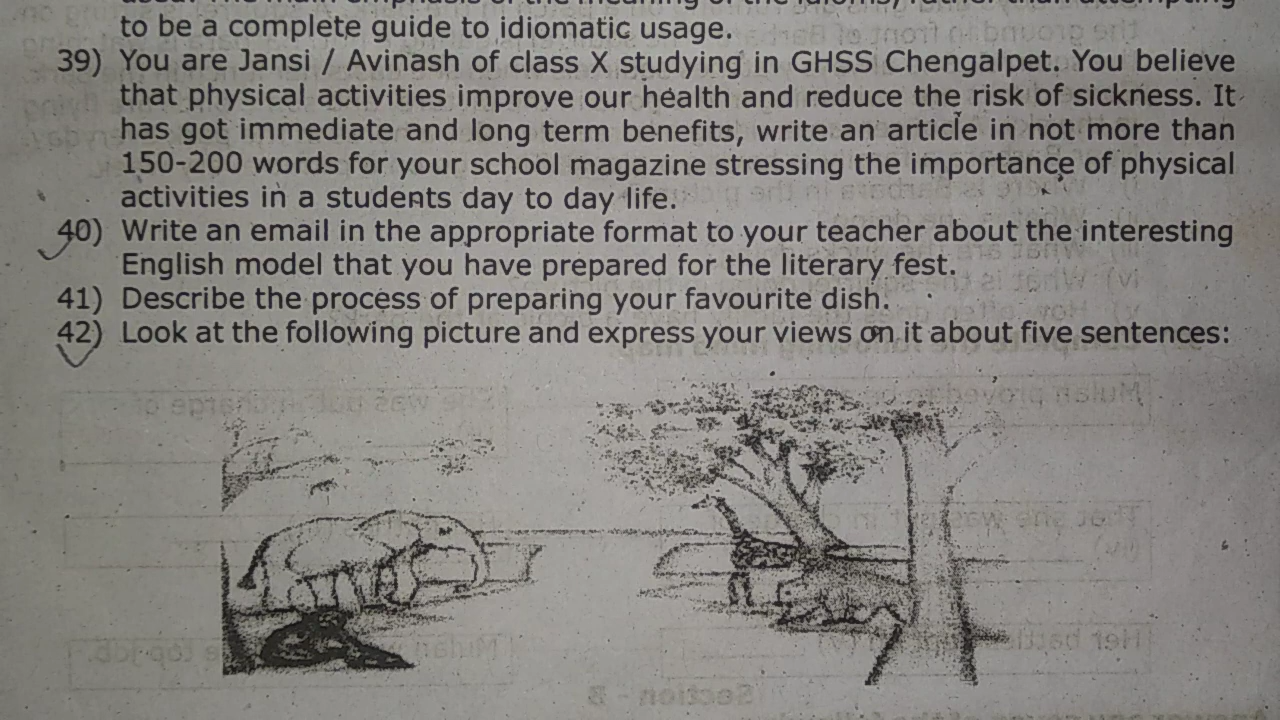 to be a complete guide to idiomatic usage.
39) You are Jansi / Avinash of class X studying in GHSS Chengalpet. You believe
that physical activities improve our health and reduce the risk of sickness. It
has got immediate and long term benefits, write an article in not more than
150-200 words for your school magazine stressing the importance of physical
activities in a students day to day life.
40) Write an email in the appropriate format to your teacher about the interesting
English model that you have prepared for the literary fest.
41) Describe the process of preparing your favourite dish.
42) Look at the following picture and express your views on it about five sentences: